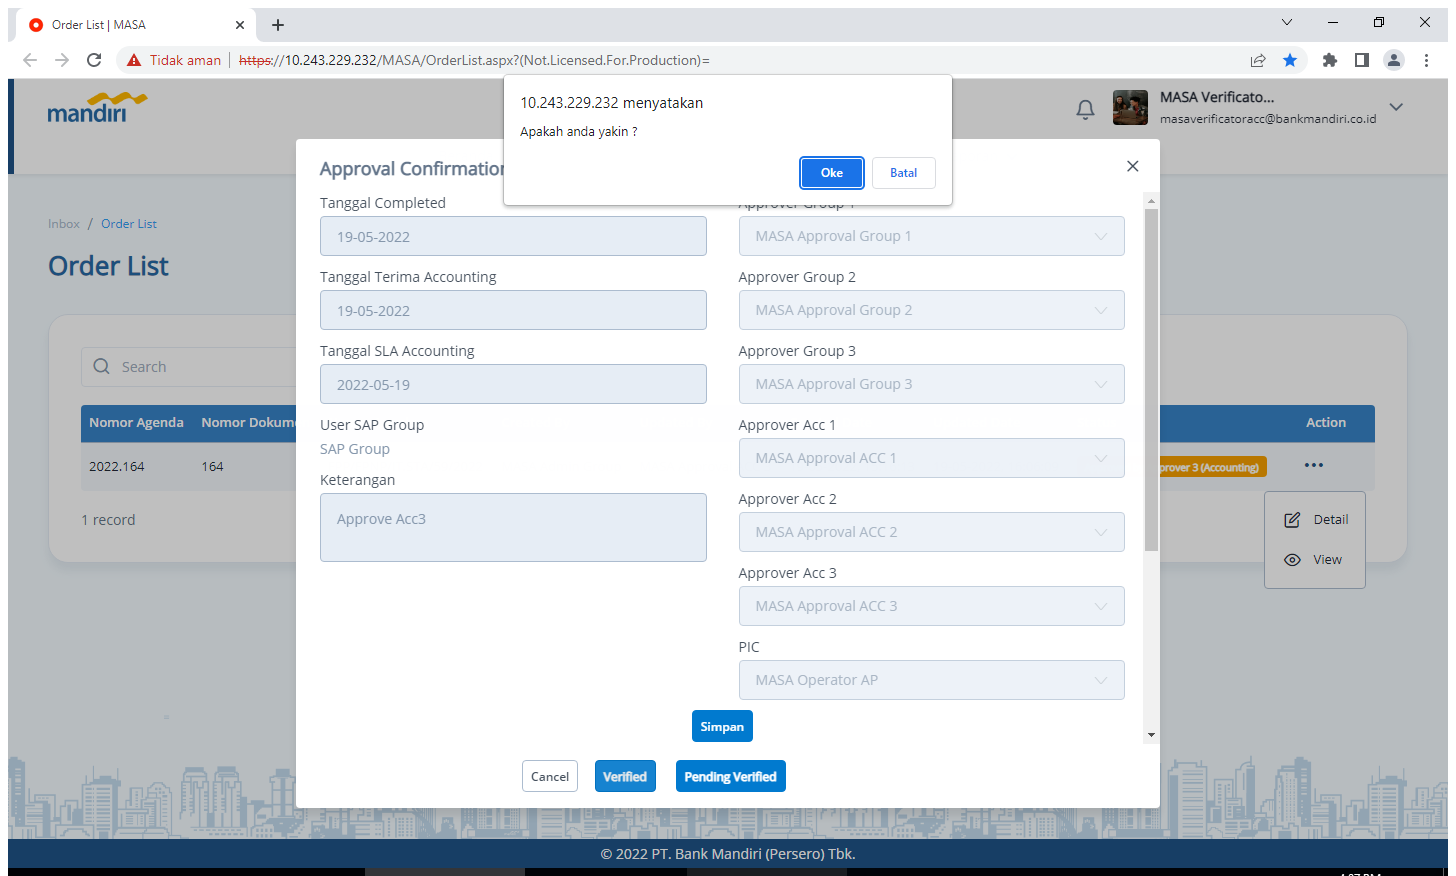 Order List | MASA
Tidak aman
https://10.243.229.232/MASA/OrderList.aspx?(Not.Licensed.For.Production)=
10.243.229.232 menyatakan
Apakah anda yakin ?
Oke
Batal
mandiri
MASA Verificato...
masaverificatoracc@bankmandiri.co.id
Inbox / Order List
Order List
Search
Nomor Agenda
Nomor Dokum
Action
2022.164
164
prover 3 (Accounting)
1 record
Detail
View
Approval Confirmation
Tanggal Completed
19-05-2022
Tanggal Terima Accounting
19-05-2022
Tanggal SLA Accounting
2022-05-19
User SAP Group
SAP Group
Keterangan
Approve Acc3
Approver Group 1
MASA Approval Group 1
Approver Group 2
MASA Approval Group 2
Approver Group 3
MASA Approval Group 3
Approver Acc 1
MASA Approval ACC 1
Approver Acc 2
MASA Approval ACC 2
Approver Acc 3
MASA Approval ACC 3
PIC
MASA Operator AP
Simpan
Cancel
Verified
Pending Verified
© 2022 PT. Bank Mandiri (Persero) Tbk.